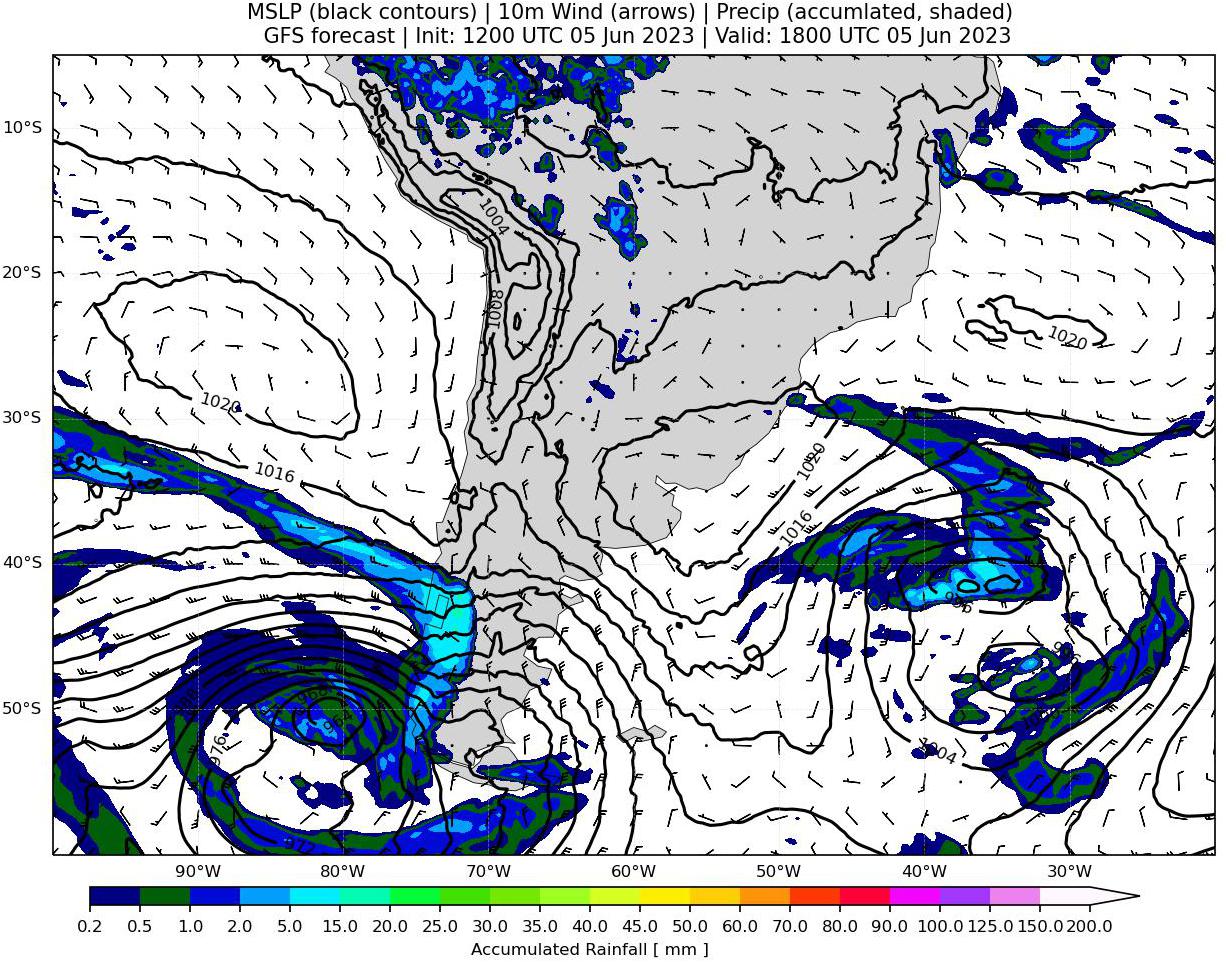 MSLP (black contours) | 10m Wind (arrows) | Precip (accumlated, shaded)
GFS forecast | Init: 1200 UTC 05 Jun 2023 | Valid: 1800 UTC 05 Jun 2023
10°S
20°S
30°S
40°S
50°S
1004
1008
1020
1020
1016
1020
1016
996
996
968
976
1004
972
90°W
80°W
70°W
60°W
50°W
40°W
30°W
0.2
0.5
1.0
2.0
5.0
10.0
15.0
20.0
25.0
30.0
35.0
40.0
45.0
50.0
60.0
70.0
80.0
90.0
100.0
125.0
150.0
200.0
Accumulated Rainfall [ mm ]